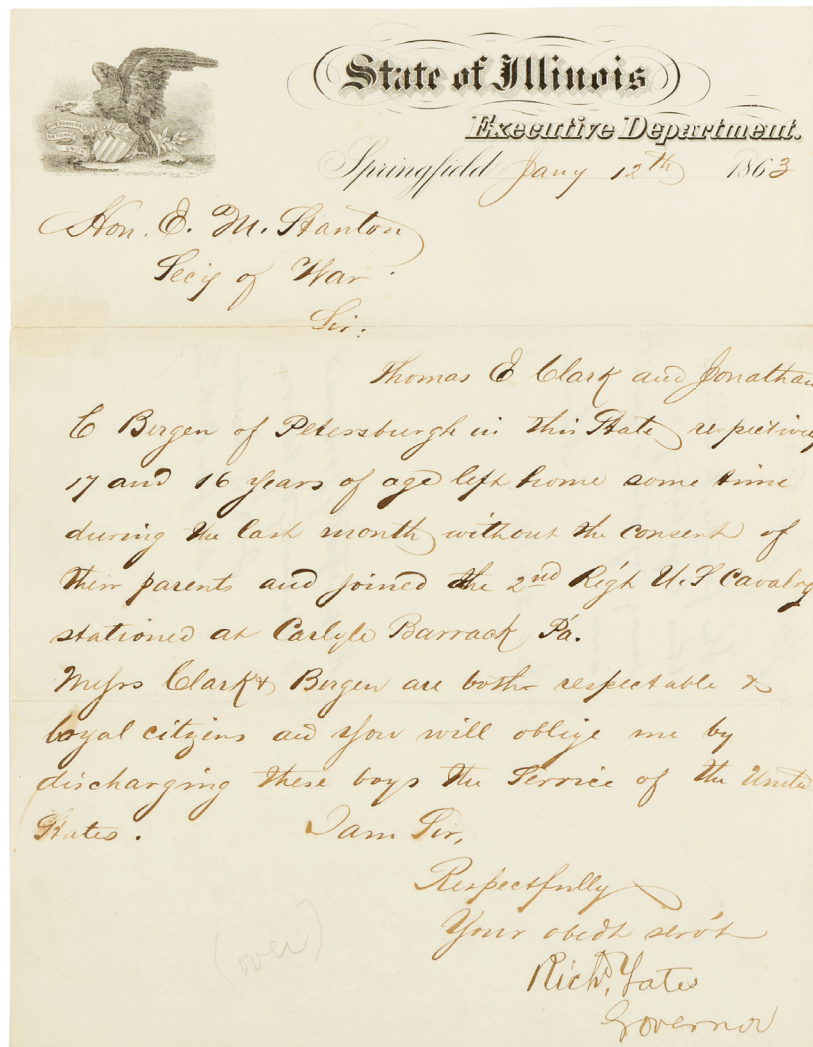 State of Illinois
Executive Department.
Springfield Jany 12th 1863
Hon. E. M. Stanton
Secy of War
Sir.
Thomas E Clark and Jonathan
C Bergen of Petersburgh in this State respectively
17 and 16 years of age left home some time
during the last month without the consent of
their parents and joined the 2nd Reg't U.S Cavalry
stationed at Carlyle Barrack Pa.
Messrs Clark & Bergen are both respectable &
loyal citizens and you will oblige me by
discharging these boys the Service of the United
States. I am Sir,
Respectfully
Your obedt serv't
Richd. Yates
Governor
(over)